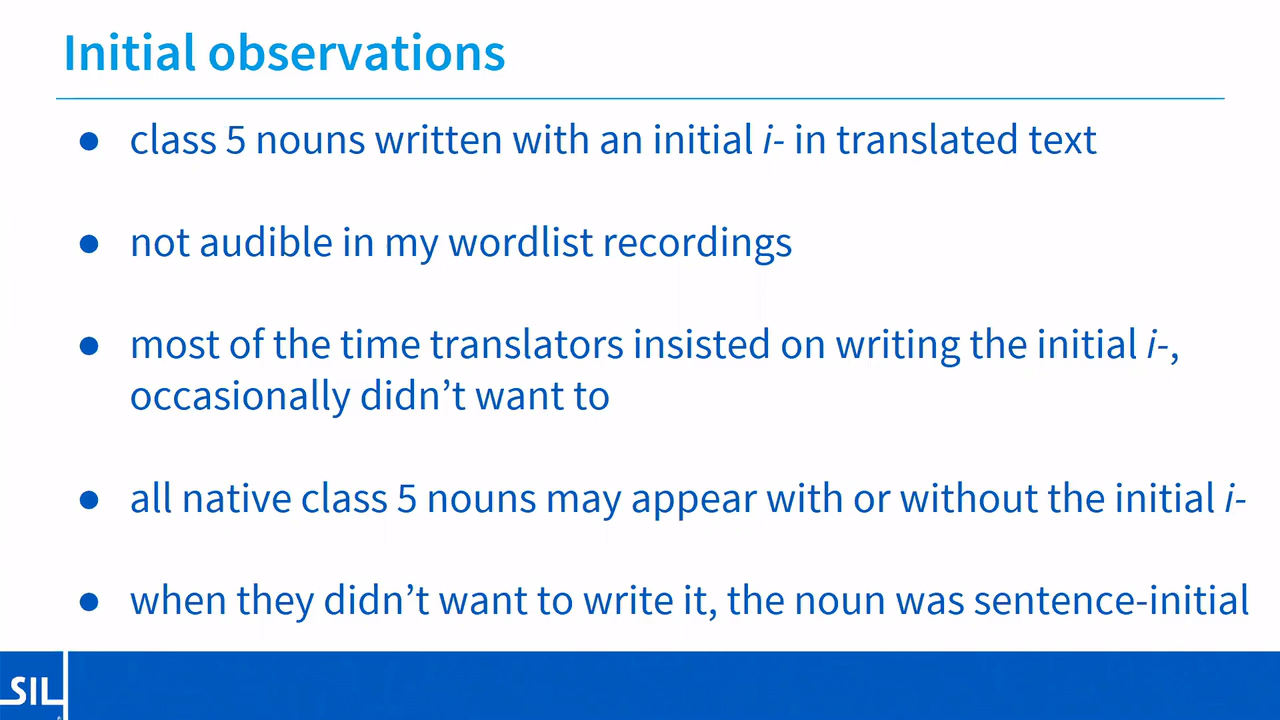 Initial observations
● class 5 nouns written with an initial i- in translated text
● not audible in my wordlist recordings
● most of the time translators insisted on writing the initial i-,
occasionally didn’t want to
● all native class 5 nouns may appear with or without the initial i-
● when they didn’t want to write it, the noun was sentence-initial
SIL